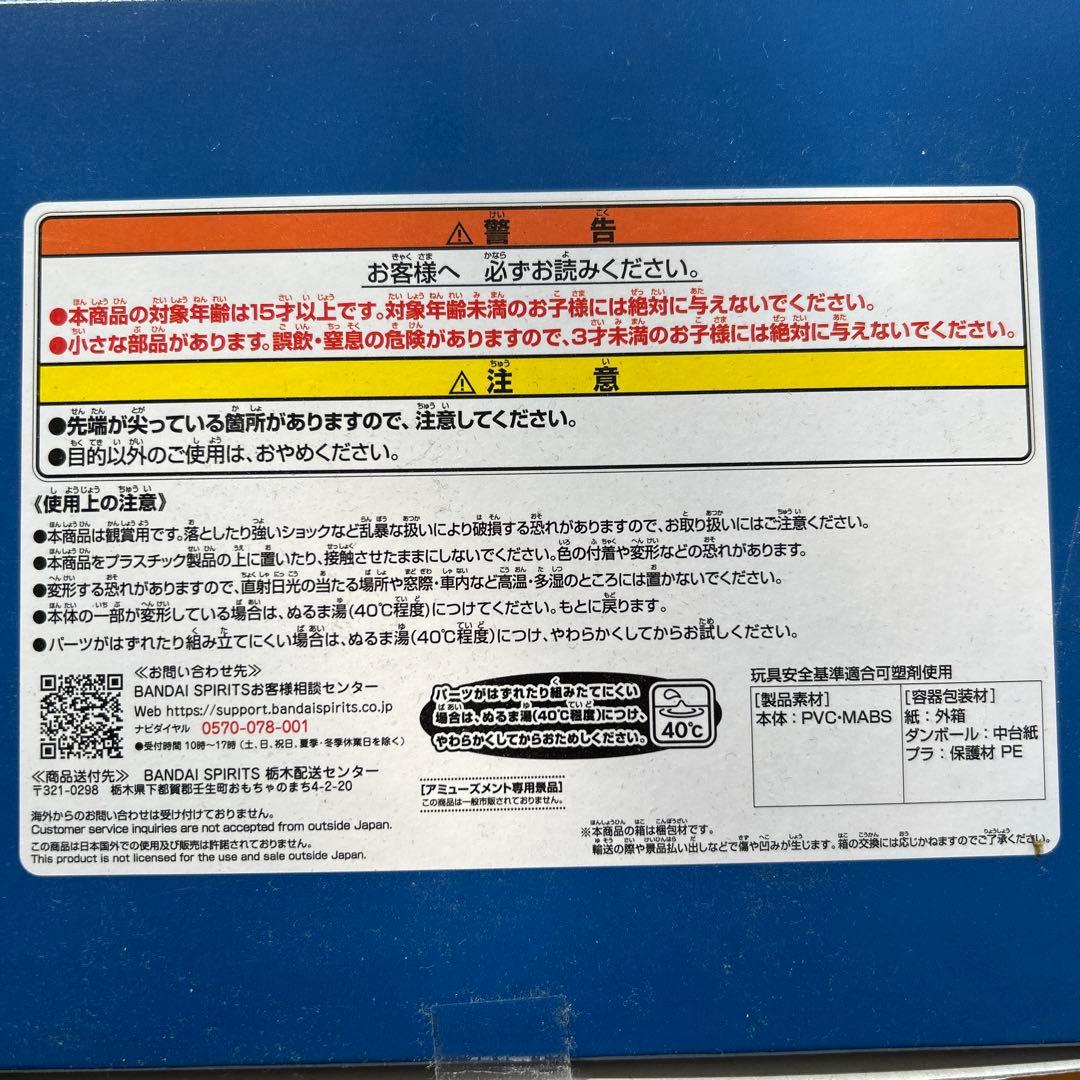 ⚠警告
お客様へ 必ずお読みください。
●本商品の対象年齢は15才以上です。対象年齢未満のお子様には絶対に与えないでください。
●小さな部品があります。誤飲・窒息の危険がありますので、3才未満のお子様には絶対に与えないでください。
⚠注意
●先端が尖っている箇所がありますので、注意してください。
●目的以外のご使用は、おやめください。
《使用上の注意》
●本商品は観賞用です。落としたり強いショックなど乱暴な扱いにより破損する恐れがありますので、お取り扱いにはご注意ください。
●本商品をプラスチック製品の上に置いたり、接触させたままにしないでください。色の付着や変形などの恐れがあります。
●変形する恐れがありますので、直射日光の当たる場所や窓際・車内など高温・多湿のところには置かないでください。
●本体の一部が変形している場合は、ぬるま湯(40℃程度)につけてください。もとに戻ります。
●パーツがはずれたり組み立てにくい場合は、ぬるま湯(40℃程度)につけ、やわらかくしてからお試しください。
≪お問い合わせ先≫
BANDAI SPIRITSお客様相談センター
Web https://support.bandaispirits.co.jp
ナビダイヤル 0570-078-001
●受付時間 10時〜17時(土、日、祝日、夏季・冬季休業日を除く)
≪商品送付先≫ BANDAI SPIRITS 栃木配送センター
〒321-0298 栃木県下都賀郡壬生町おもちゃのまち4-2-20
海外からのお問い合わせは受け付けておりません。
Customer service inquiries are not accepted from outside Japan.
この商品は日本国外での使用及び販売は許諾されておりません。
This product is not licensed for the use and sale outside Japan.
パーツがはずれたり組みたてにくい
場合は、ぬるま湯(40℃程度)につけ、
やわらかくしてからおためしください。
40℃
[アミューズメント専用景品]
この商品は一般市販されておりません。
玩具安全基準適合可塑剤使用
[製品素材]
本体：PVC・MABS
[容器包装材]
紙：外箱
ダンボール：中台紙
プラ：保護材 PE
※本商品の箱は梱包材です。
輸送の際や景品払い出しなどで傷や凹みが生じます。箱の交換には応じかねますのでご了承ください。